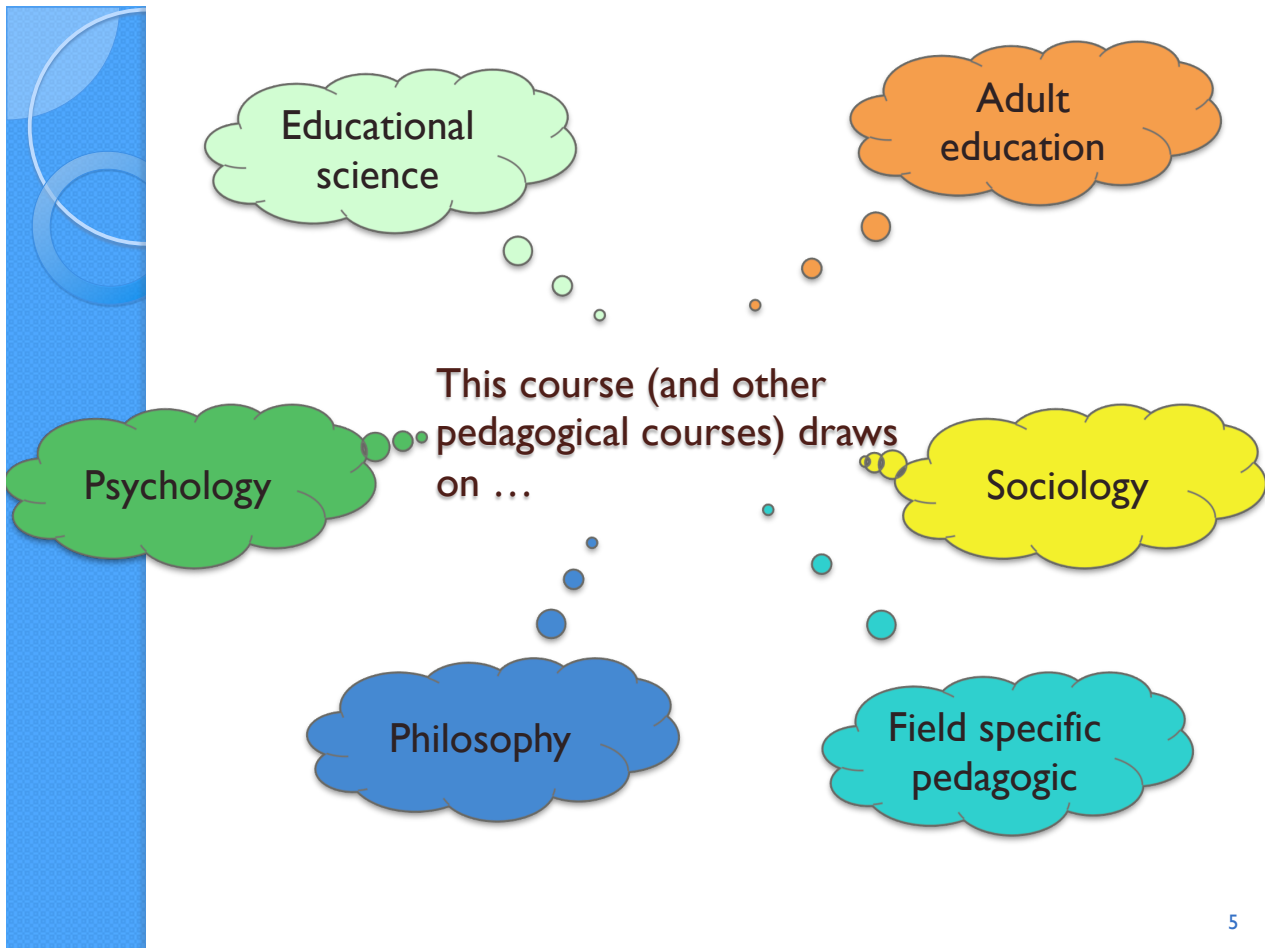 Educational
science
Adult
education
This course (and other
pedagogical courses) draws
on …
Psychology
Sociology
Philosophy
Field specific
pedagogic
5